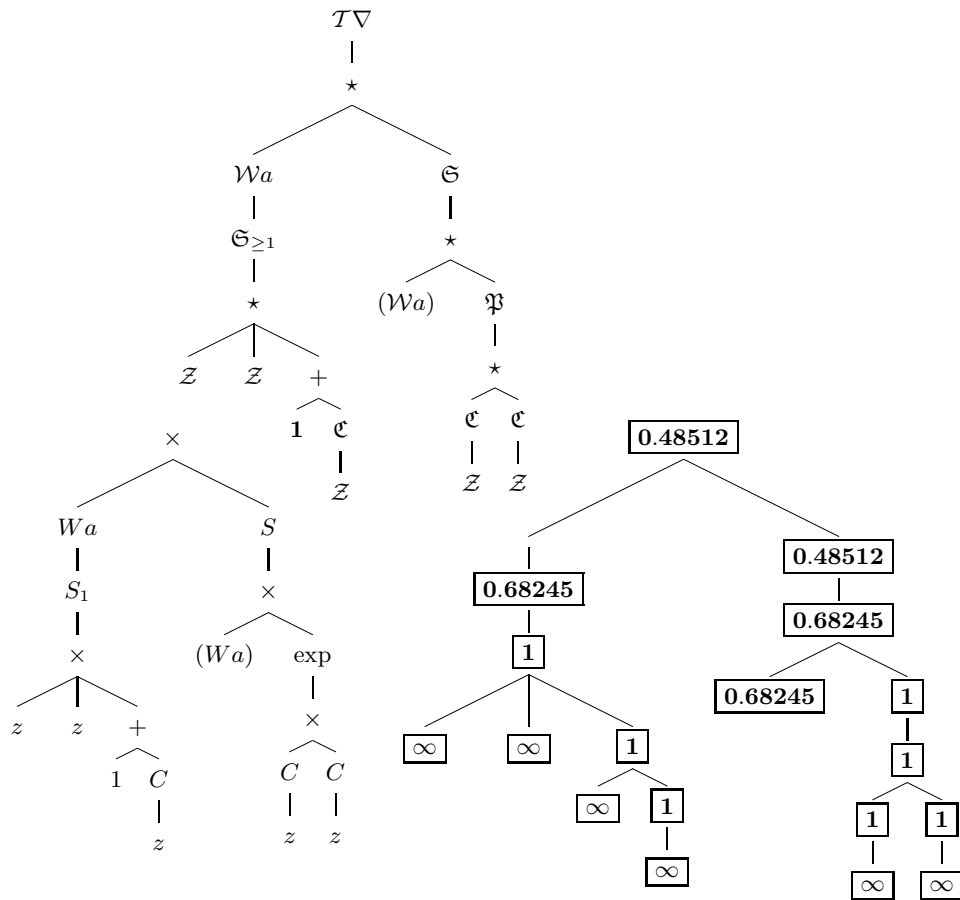 𝒯∇
⋆
𝒲a 𝔖
𝔖≥1 ⋆
⋆ (𝒲a) 𝔓
𝒵 𝒵 + ⋆
1 ℭ ℭ ℭ
𝒵 𝒵 𝒵
×
Wa S
S₁ ×
× (Wa) exp
z z + ×
1 C C C
z z z
0.48512
0.48512
0.68245 0.68245
1 0.68245 1
∞ ∞ 1 1
∞ 1 1 1
∞ ∞ ∞